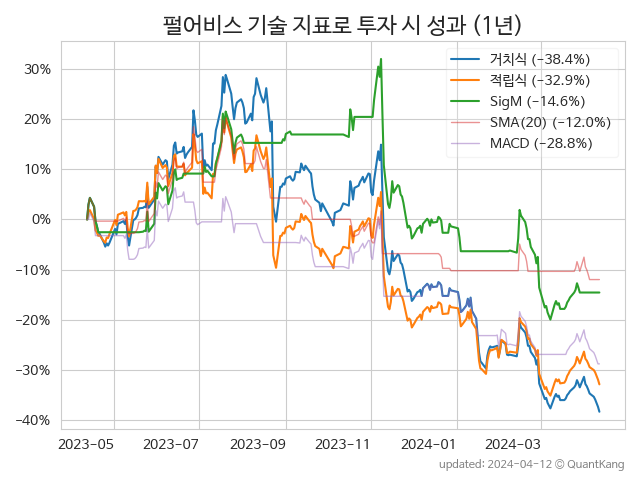 펄어비스 기술 지표로 투자 시 성과 (1년)
거치식 (−38.4%)
적립식 (−32.9%)
SigM (−14.6%)
SMA(20) (−12.0%)
MACD (−28.8%)
30%
20%
10%
0%
−10%
−20%
−30%
−40%
2023-05 2023-07 2023-09 2023-11 2024-01 2024-03
updated: 2024-04-12 ⓒ QuantKang